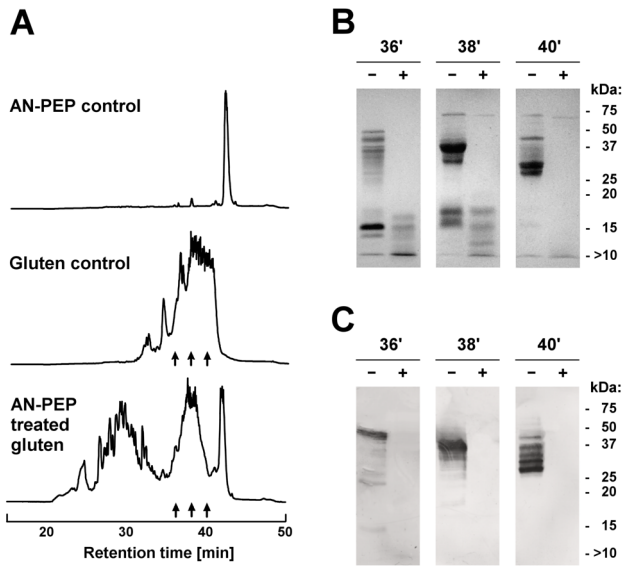 A
AN-PEP control
Gluten control
AN-PEP
treated
gluten
20 30 40 50
Retention time [min]
B
36' 38' 40'
– + – + – +
kDa:
- 75
- 50
- 37
- 25
- 20
- 15
- >10
C
36' 38' 40'
– + – + – +
kDa:
- 75
- 50
- 37
- 25
- 20
- 15
- >10